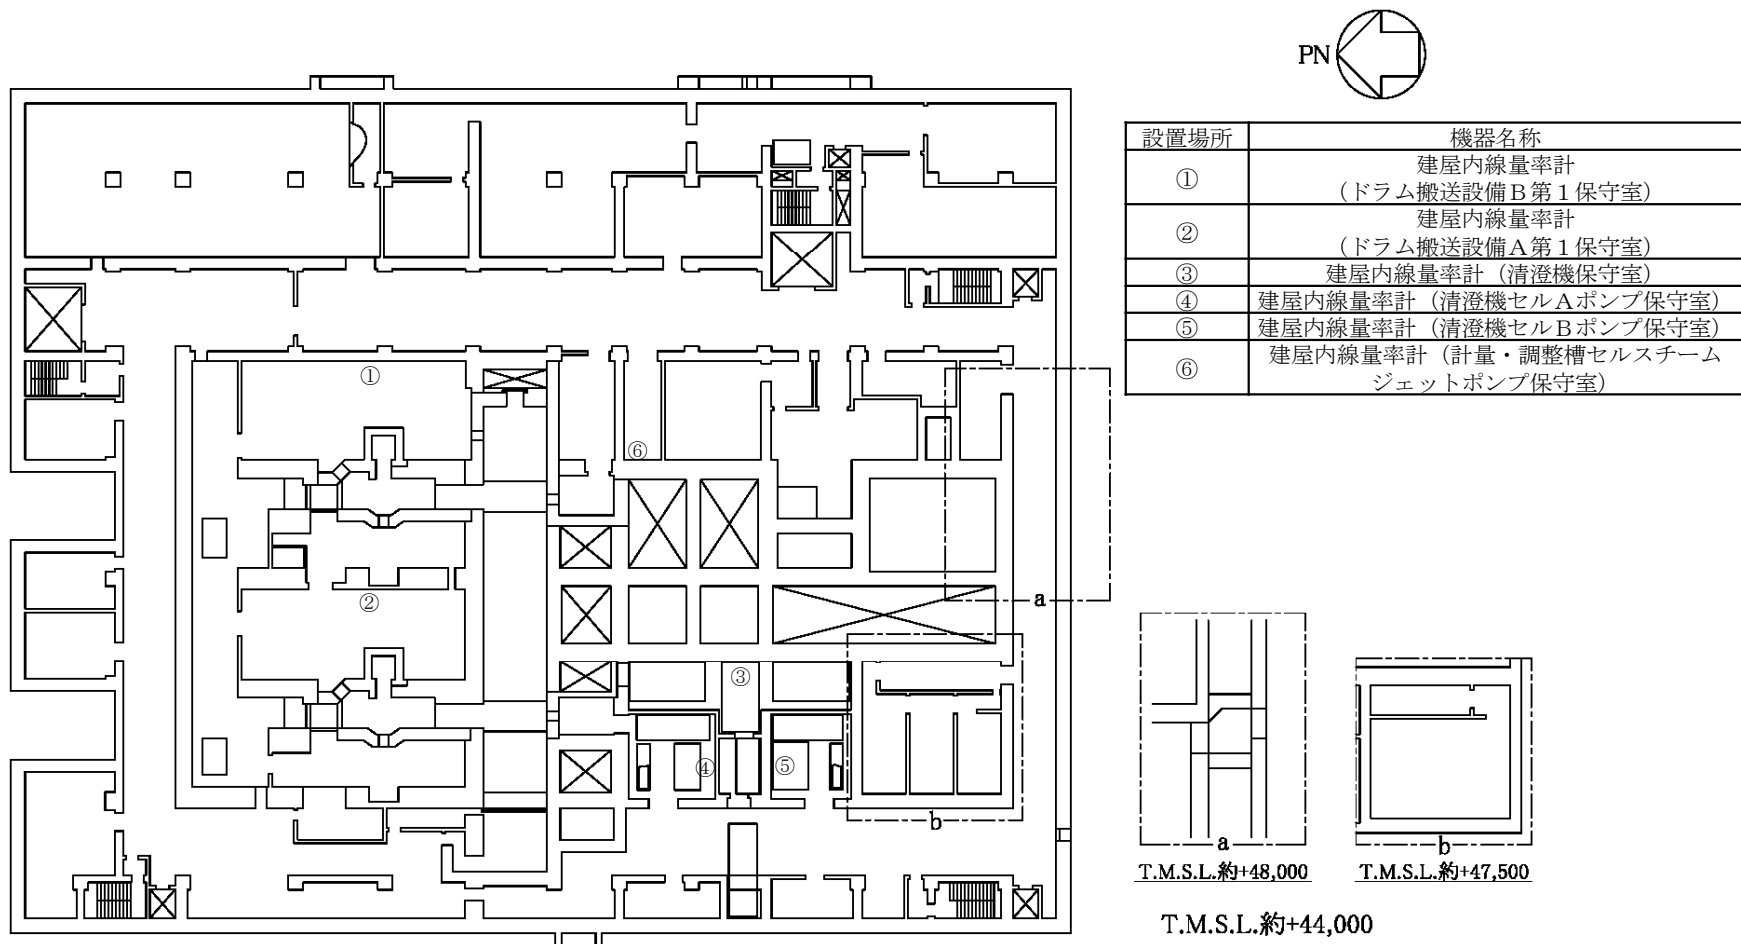 PN
設置場所 機器名称
① 建屋内線量率計
(ドラム搬送設備B第1保守室)
② 建屋内線量率計
(ドラム搬送設備A第1保守室)
③ 建屋内線量率計(清澄機保守室)
④ 建屋内線量率計(清澄機セルAポンプ保守室)
⑤ 建屋内線量率計(清澄機セルBポンプ保守室)
⑥ 建屋内線量率計(計量・調整槽セルスチーム
ジェットポンプ保守室)
①
⑥
②
a
③
④
⑤
b
a
T.M.S.L.約+48,000
b
T.M.S.L.約+47,500
T.M.S.L.約+44,000